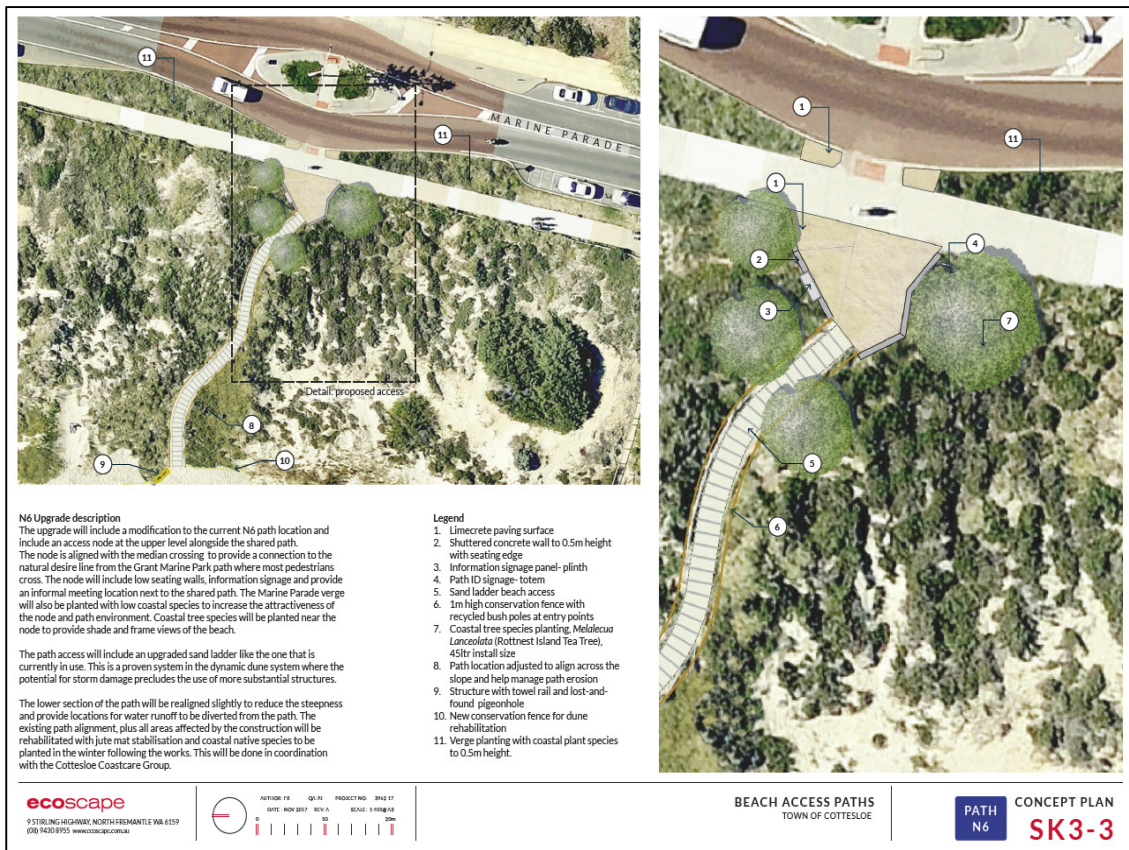 11
11
MARINE PARADE
Detail: proposed access
8
9
10
1
11
1
2
4
3
7
5
6
N6 Upgrade description
The upgrade will include a modification to the current N6 path location and
include an access node at the upper level alongside the shared path.
The node is aligned with the median crossing to provide a connection to the
natural desire line from the Grant Marine Park path where most pedestrians
cross. The node will include low seating walls, information signage and provide
an informal meeting location next to the shared path. The Marine Parade verge
will also be planted with low coastal species to increase the attractiveness of
the node and path environment. Coastal tree species will be planted near the
node to provide shade and frame views of the beach.
The path access will include an upgraded sand ladder like the one that is
currently in use. This is a proven system in the dynamic dune system where the
potential for storm damage precludes the use of more substantial structures.
The lower section of the path will be realigned slightly to reduce the steepness
and provide locations for water runoff to be diverted from the path. The
existing path alignment, plus all areas affected by the construction will be
rehabilitated with jute mat stabilisation and coastal native species to be
planted in the winter following the works. This will be done in coordination
with the Cottesloe Coastcare Group.
Legend
1. Limecrete paving surface
2. Shuttered concrete wall to 0.5m height
with seating edge
3. Information signage panel- plinth
4. Path ID signage- totem
5. Sand ladder beach access
6. 1m high conservation fence with
recycled bush poles at entry points
7. Coastal tree species planting, Melalecua
Lanceolata (Rottnest Island Tea Tree),
45ltr install size
8. Path location adjusted to align across the
slope and help manage path erosion
9. Structure with towel rail and lost-and-
found pigeonhole
10. New conservation fence for dune
rehabilitation
11. Verge planting with coastal plant species
to 0.5m height.
ecoscape
9 STIRLING HIGHWAY, NORTH FREMANTLE WA 6159
(08) 9430 8955 www.ecoscape.com.au
AUTHOR: QA: PROJECT NO:
DATE: NOV 2017 REV: A SCALE: 1:400@A3
0 10 20m
BEACH ACCESS PATHS
TOWN OF COTTESLOE
PATH
N6
CONCEPT PLAN
SK3-3